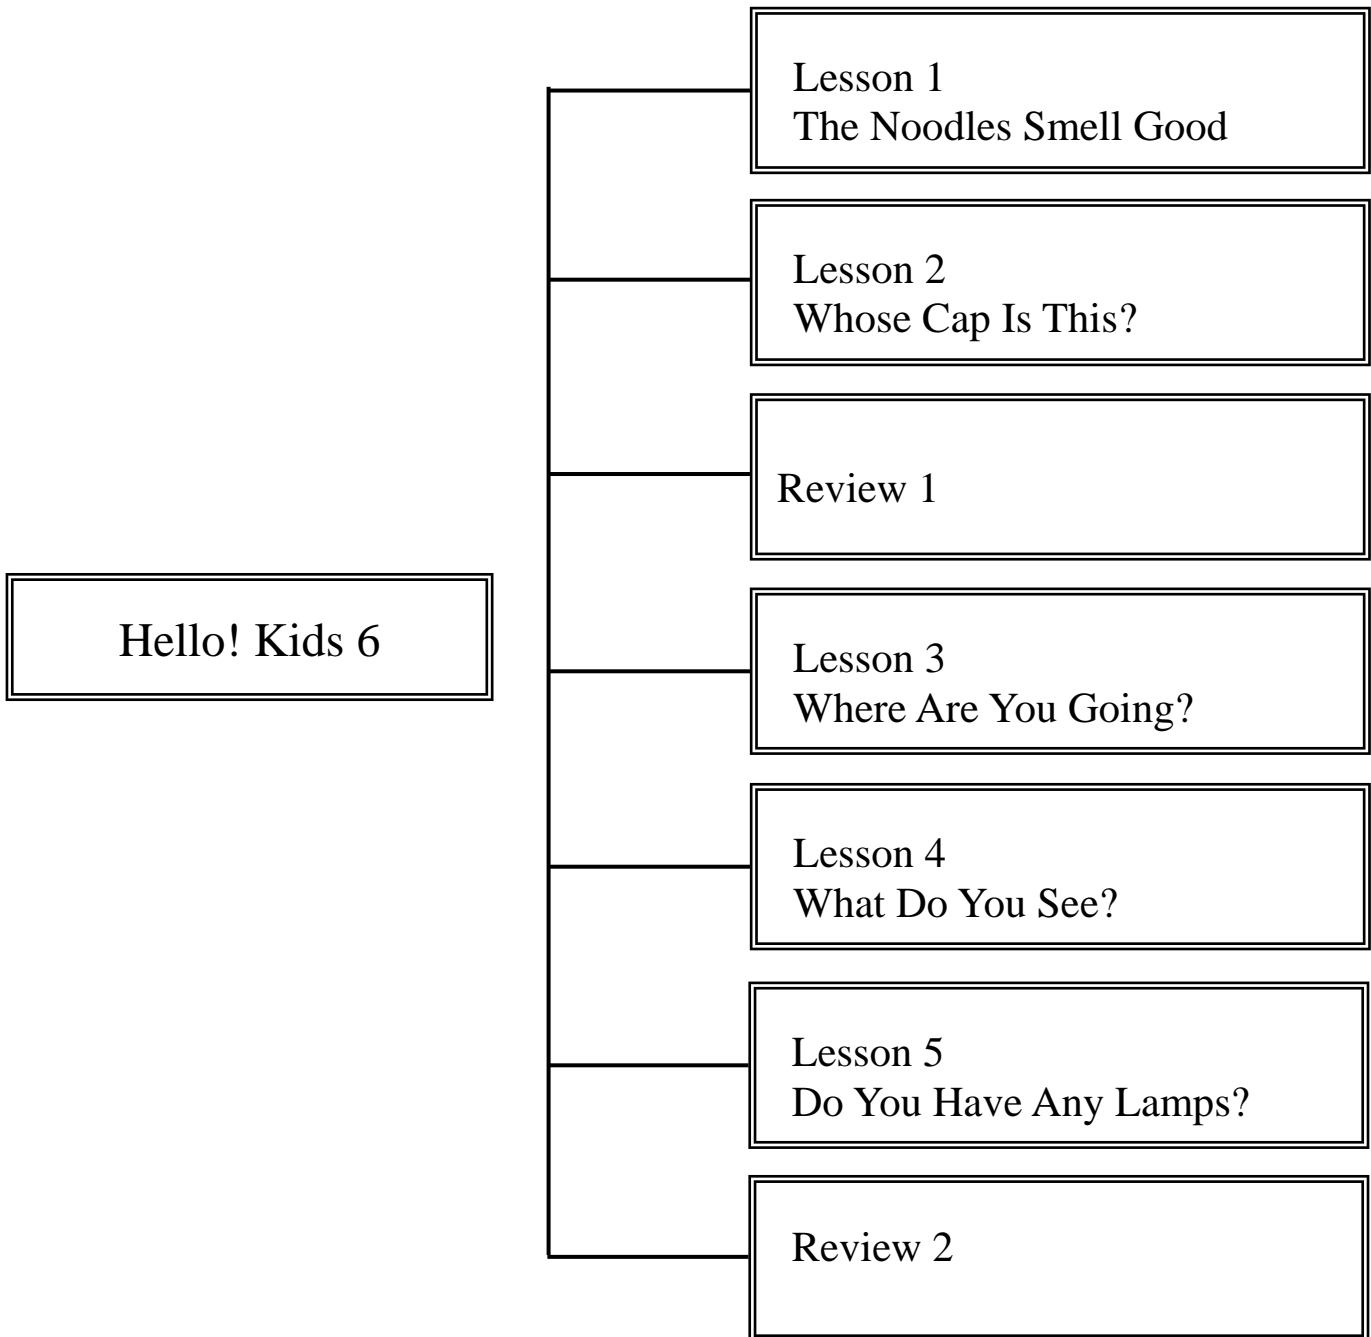 Hello! Kids 6
Lesson 1
The Noodles Smell Good
Lesson 2
Whose Cap Is This?
Review 1
Lesson 3
Where Are You Going?
Lesson 4
What Do You See?
Lesson 5
Do You Have Any Lamps?
Review 2